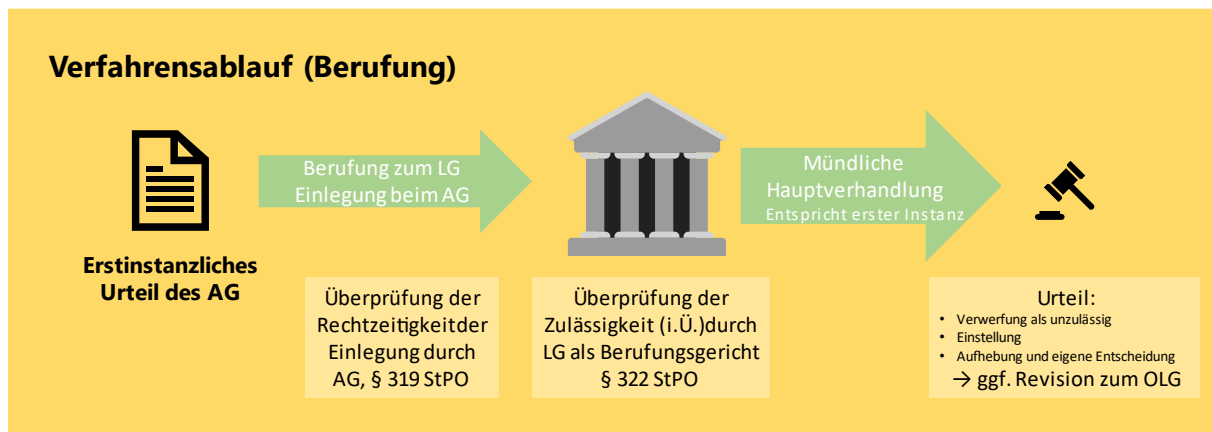 Verfahrensablauf (Berufung)
Berufung zum LG
Einlegung beim AG
Mündliche
Hauptverhandlung
Entspricht erster Instanz
Erstinstanzliches
Urteil des AG
Überprüfung der
Rechtzeitigkeitder
Einlegung durch
AG, § 319 StPO
Überprüfung der
Zulässigkeit (i.Ü.)durch
LG als Berufungsgericht
§ 322 StPO
Urteil:
• Verwerfung als unzulässig
• Einstellung
• Aufhebung und eigene Entscheidung
→ ggf. Revision zum OLG